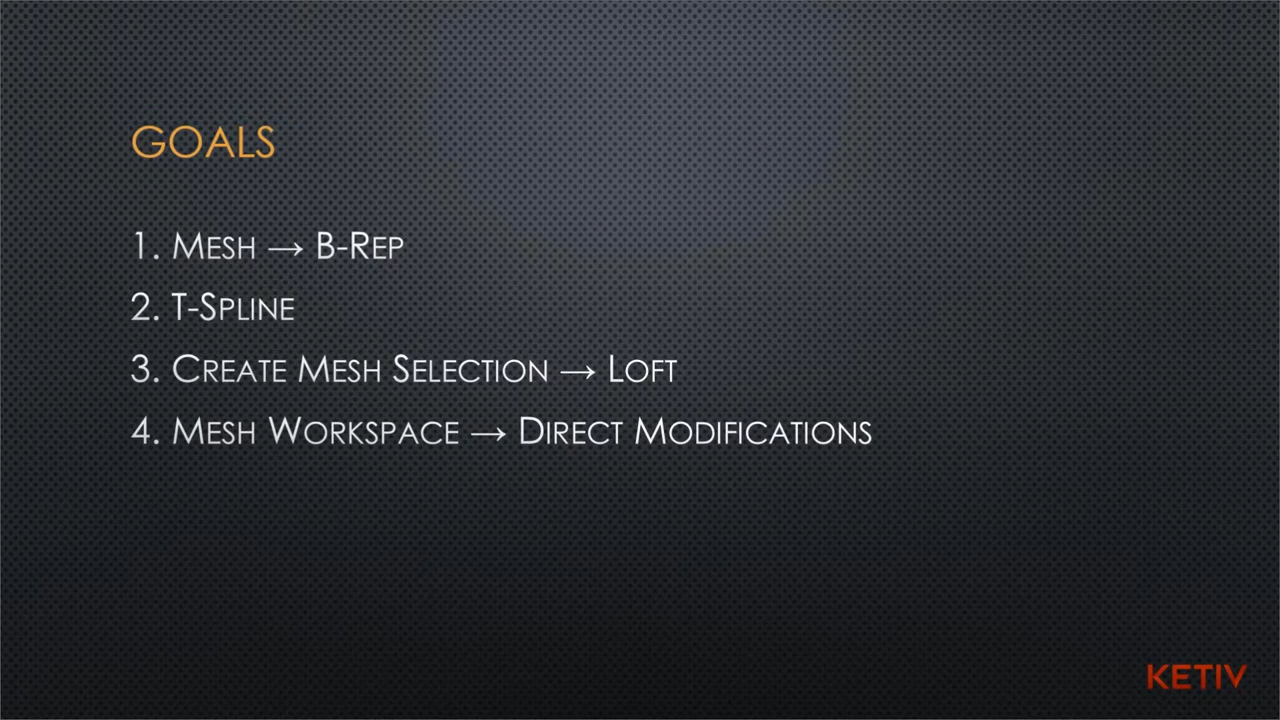 GOALS
1. MESH → B-REP
2. T-SPLINE
3. CREATE MESH SELECTION → LOFT
4. MESH WORKSPACE → DIRECT MODIFICATIONS
KETIV